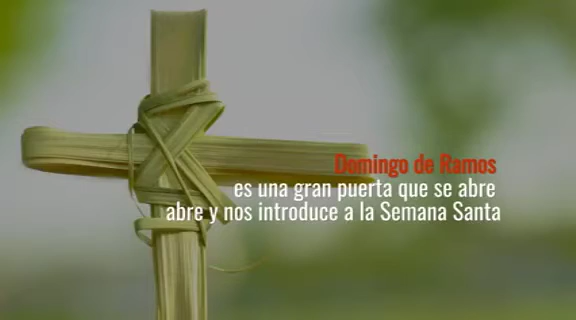 Domingo de Ramos
es una gran puerta que se abre
abre y nos introduce a la Semana Santa